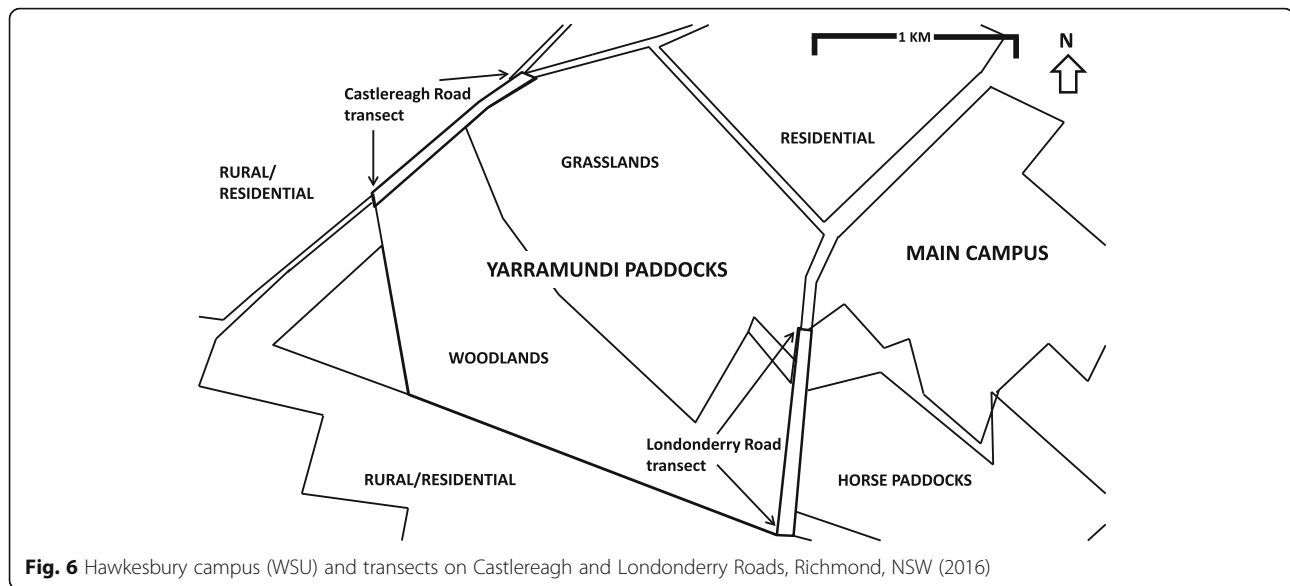 1 KM
N
Castlereagh Road
transect
RURAL/
RESIDENTIAL
GRASSLANDS
RESIDENTIAL
YARRAMUNDI PADDOCKS
MAIN CAMPUS
WOODLANDS
Londonderry Road
transect
RURAL/RESIDENTIAL
HORSE PADDOCKS
Fig. 6 Hawkesbury campus (WSU) and transects on Castlereagh and Londonderry Roads, Richmond, NSW (2016)